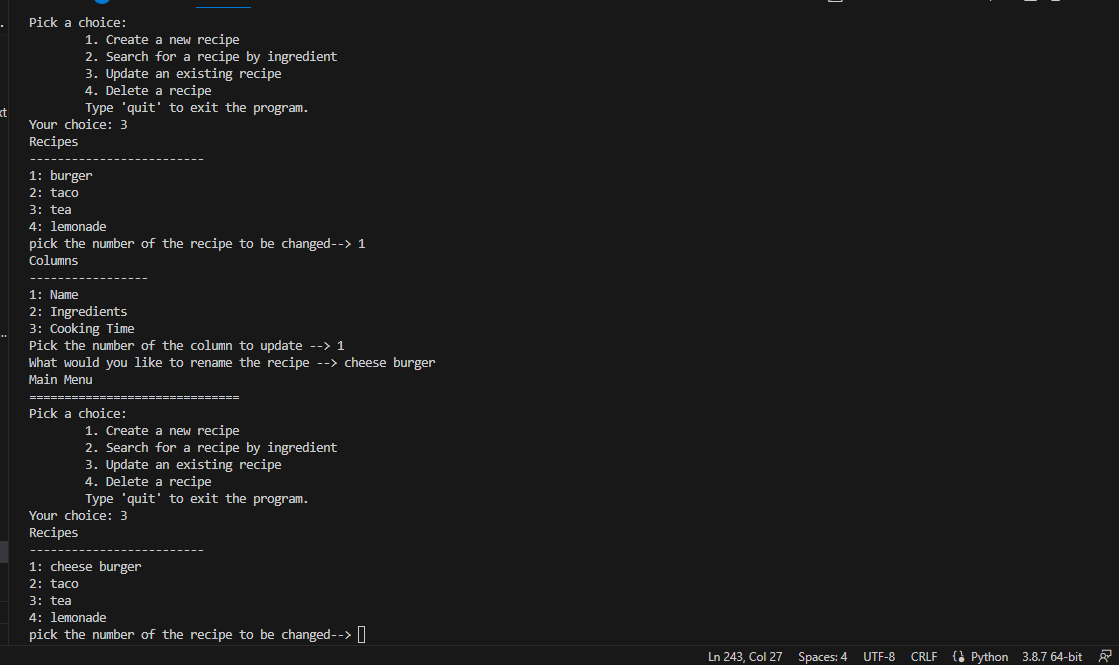 Pick a choice:
1. Create a new recipe
2. Search for a recipe by ingredient
3. Update an existing recipe
4. Delete a recipe
Type 'quit' to exit the program.
Your choice: 3
Recipes
-------------------------
1: burger
2: taco
3: tea
4: lemonade
pick the number of the recipe to be changed--> 1
Columns
-----------------
1: Name
2: Ingredients
3: Cooking Time
Pick the number of the column to update --> 1
What would you like to rename the recipe --> cheese burger
Main Menu
==============================
Pick a choice:
1. Create a new recipe
2. Search for a recipe by ingredient
3. Update an existing recipe
4. Delete a recipe
Type 'quit' to exit the program.
Your choice: 3
Recipes
-------------------------
1: cheese burger
2: taco
3: tea
4: lemonade
pick the number of the recipe to be changed-->
Ln 243, Col 27 Spaces: 4 UTF-8 CRLF Python 3.8.7 64-bit